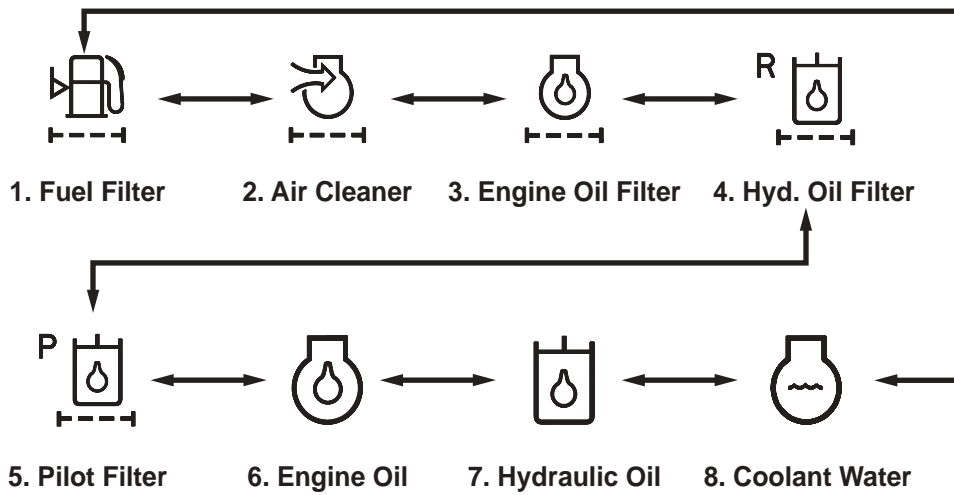 R
1. Fuel Filter 2. Air Cleaner 3. Engine Oil Filter 4. Hyd. Oil Filter
P
5. Pilot Filter 6. Engine Oil 7. Hydraulic Oil 8. Coolant Water